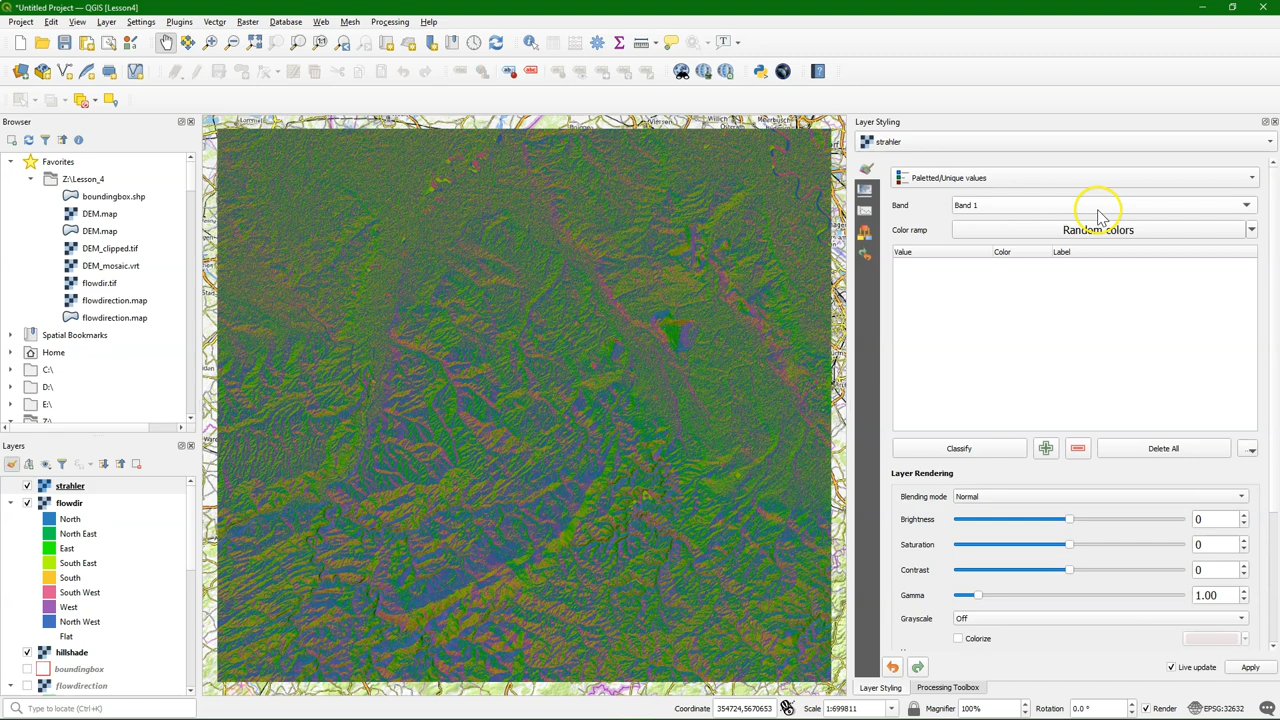 *Untitled Project — QGIS [Lesson4]
Project Edit View Layer Settings Plugins Vector Raster Database Web Mesh Processing Help
Browser
Favorites
Z:\Lesson_4
boundingbox.shp
DEM.map
DEM.map
DEM_clipped.tif
DEM_mosaic.vrt
flowdir.tif
flowdirection.map
flowdirection.map
Spatial Bookmarks
Home
C:\
D:\
E:\
Layers
strahler
flowdir
North
North East
East
South East
South
South West
West
North West
Flat
hillshade
boundingbox
flowdirection
Layer Styling
strahler
Paletted/Unique values
Band Band 1
Color ramp Random colors
Value Color Label
Classify Delete All ...
Layer Rendering
Blending mode Normal
Brightness 0
Saturation 0
Contrast 0
Gamma 1.00
Grayscale Off
Colorize
Live update Apply
Layer Styling Processing Toolbox
Type to locate (Ctrl+K) Coordinate 354724,5670653 Scale 1:699811 Magnifier 100% Rotation 0.0 ° Render EPSG:32632